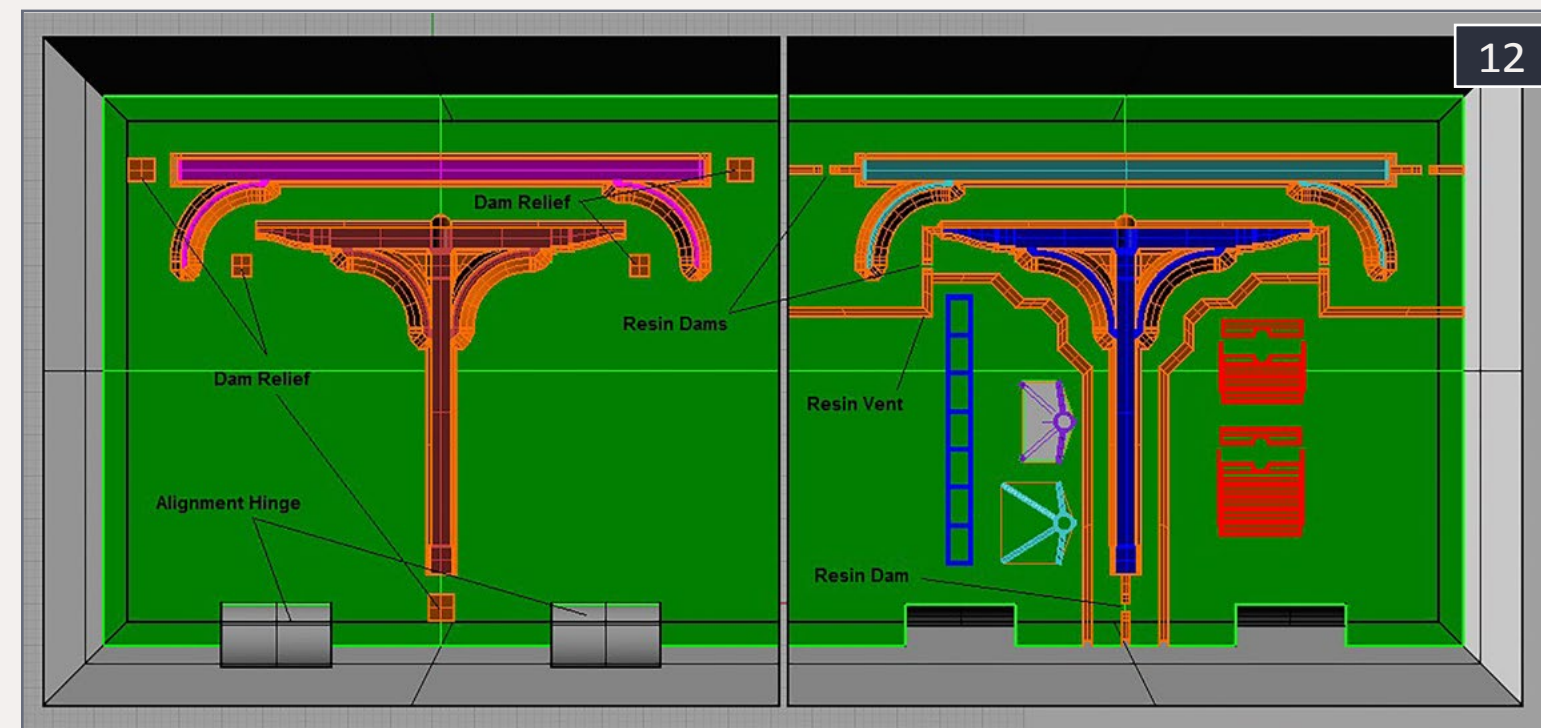 12
Dam Relief
Resin Dams
Dam Relief
Resin Vent
Alignment Hinge
Resin Dam